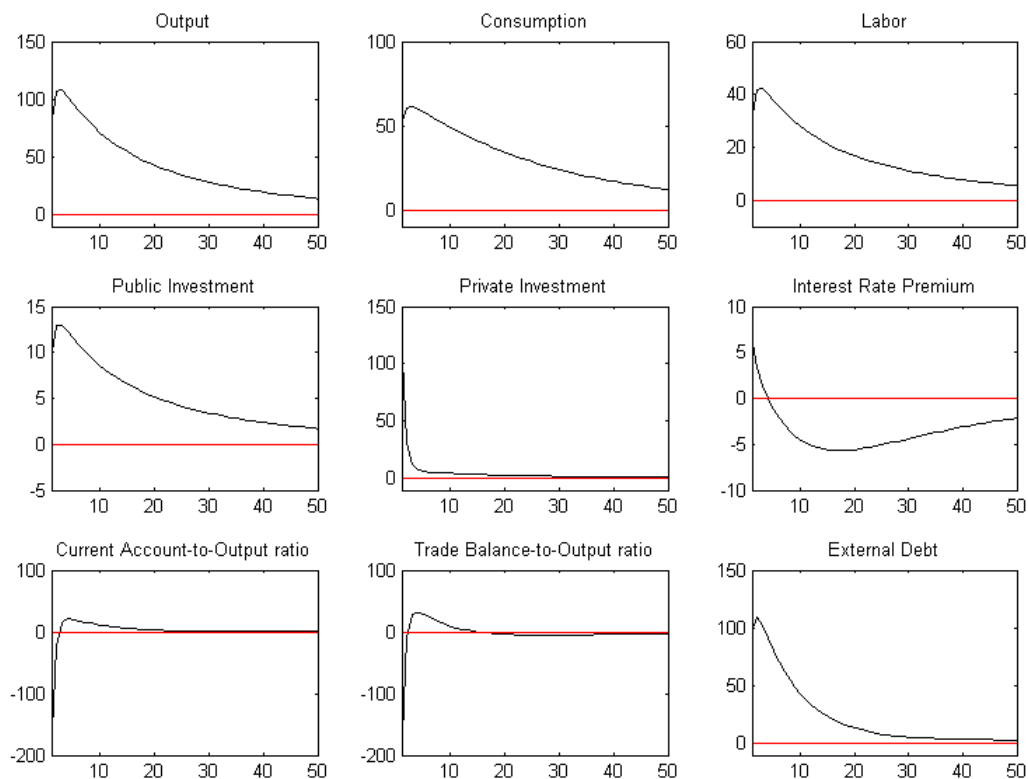 Output
Consumption
Labor
150
100
50
0
10 20 30 40 50
100
50
0
10 20 30 40 50
60
40
20
0
10 20 30 40 50
Public Investment
Private Investment
Interest Rate Premium
15
10
5
0
-5
10 20 30 40 50
150
100
50
0
10 20 30 40 50
10
5
0
-5
-10
10 20 30 40 50
Current Account-to-Output ratio
Trade Balance-to-Output ratio
External Debt
100
0
-100
-200
10 20 30 40 50
100
0
-100
-200
10 20 30 40 50
150
100
50
0
10 20 30 40 50